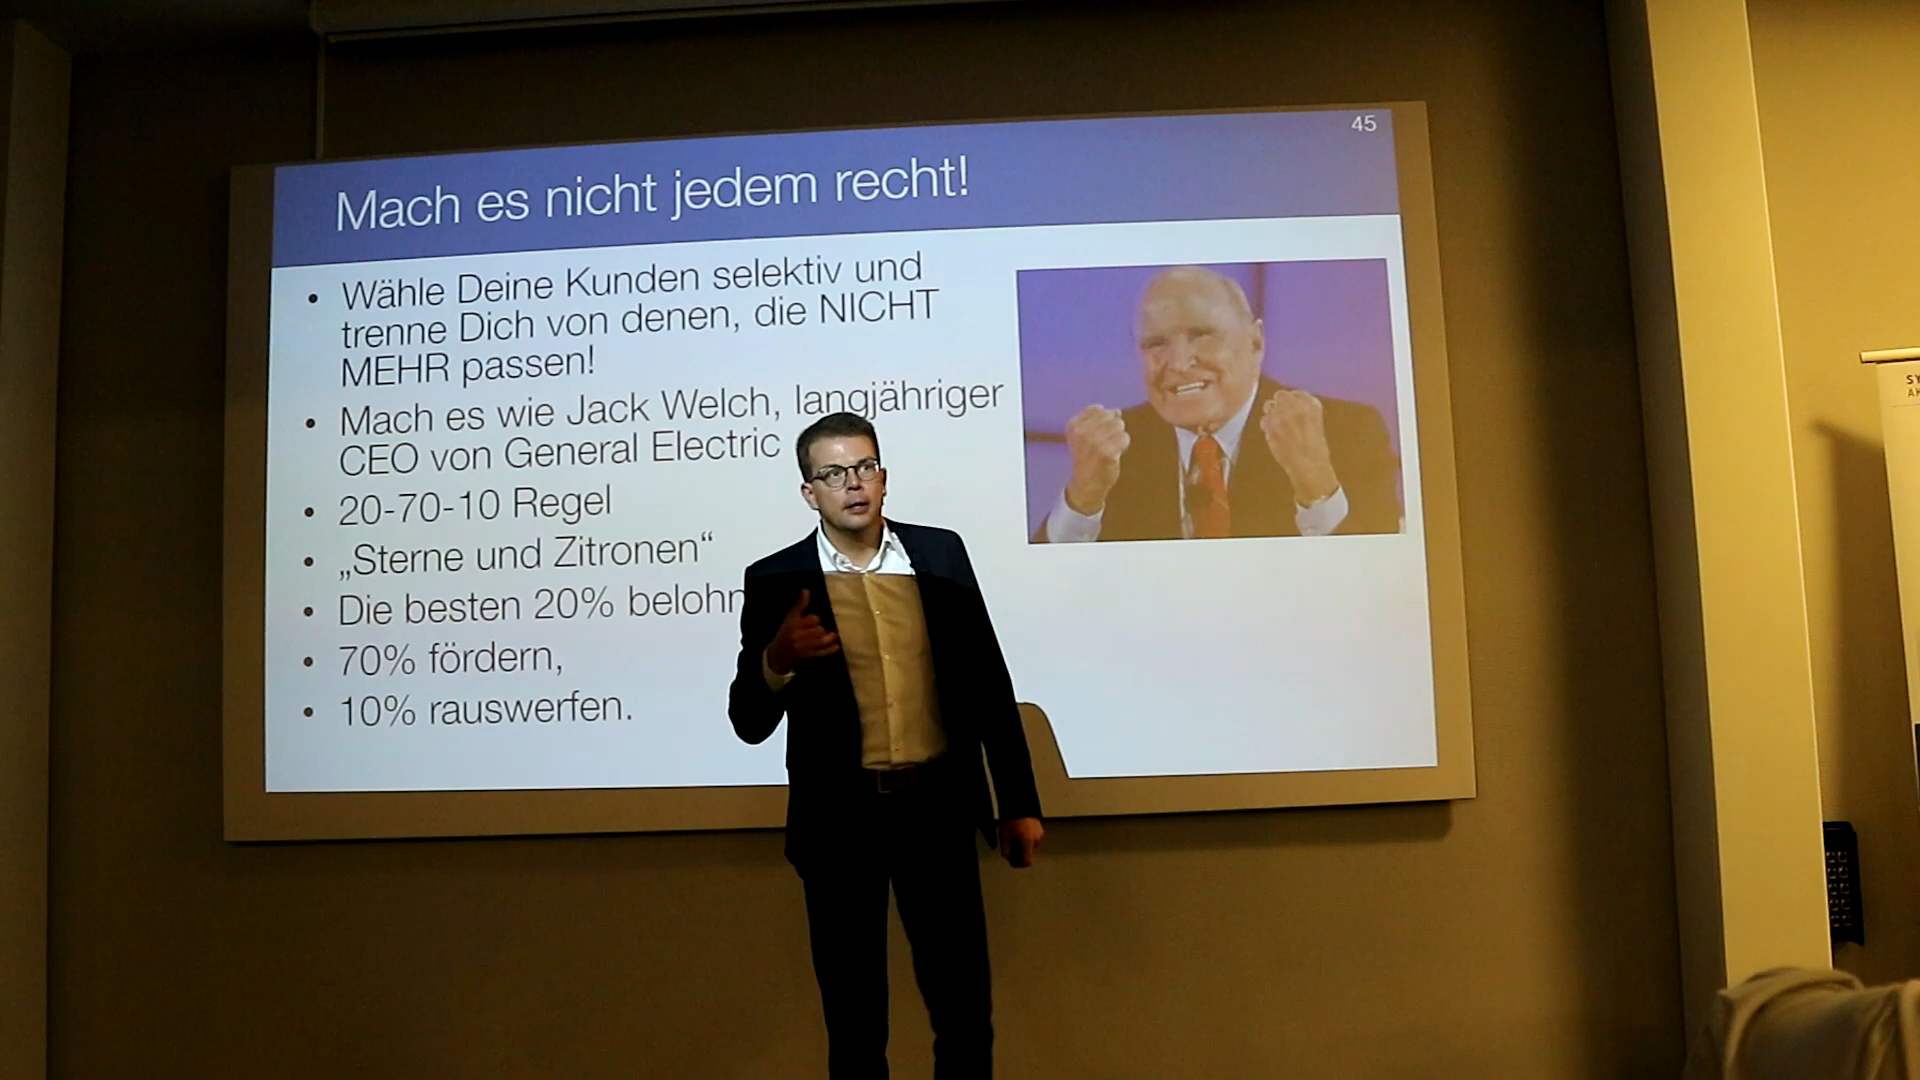 45
Mach es nicht jedem recht!
• Wähle Deine Kunden selektiv und
trenne Dich von denen, die NICHT
MEHR passen!
• Mach es wie Jack Welch, langjähriger
CEO von General Electric
• 20-70-10 Regel
• „Sterne und Zitronen“
• Die besten 20%
• 70% fördern,
• 10% rauswerfen.